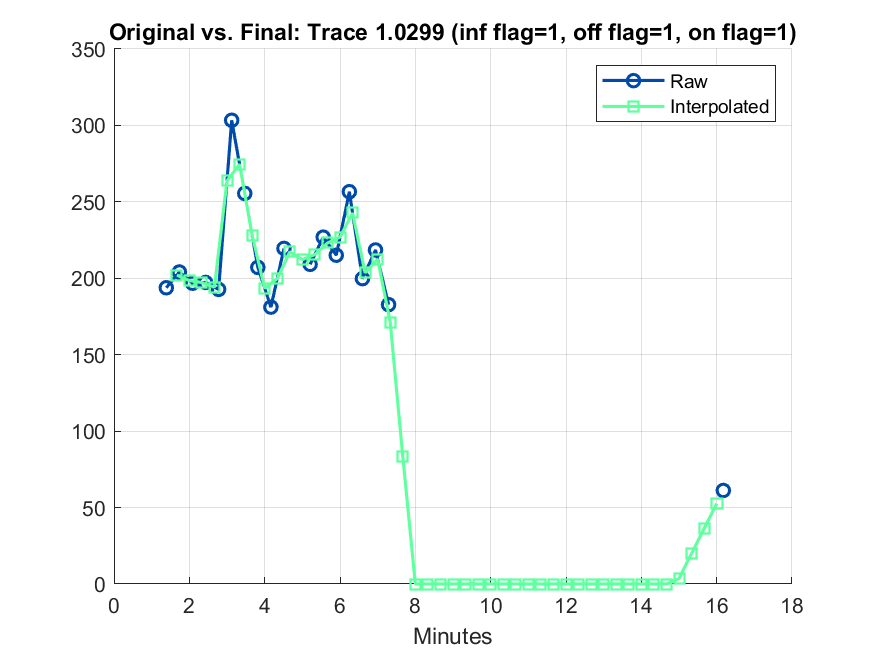 Original vs. Final: Trace 1.0299 (inf flag=1, off flag=1, on flag=1)
350
300
250
200
150
100
50
0
Raw
Interpolated
0 2 4 6 8 10 12 14 16 18
Minutes